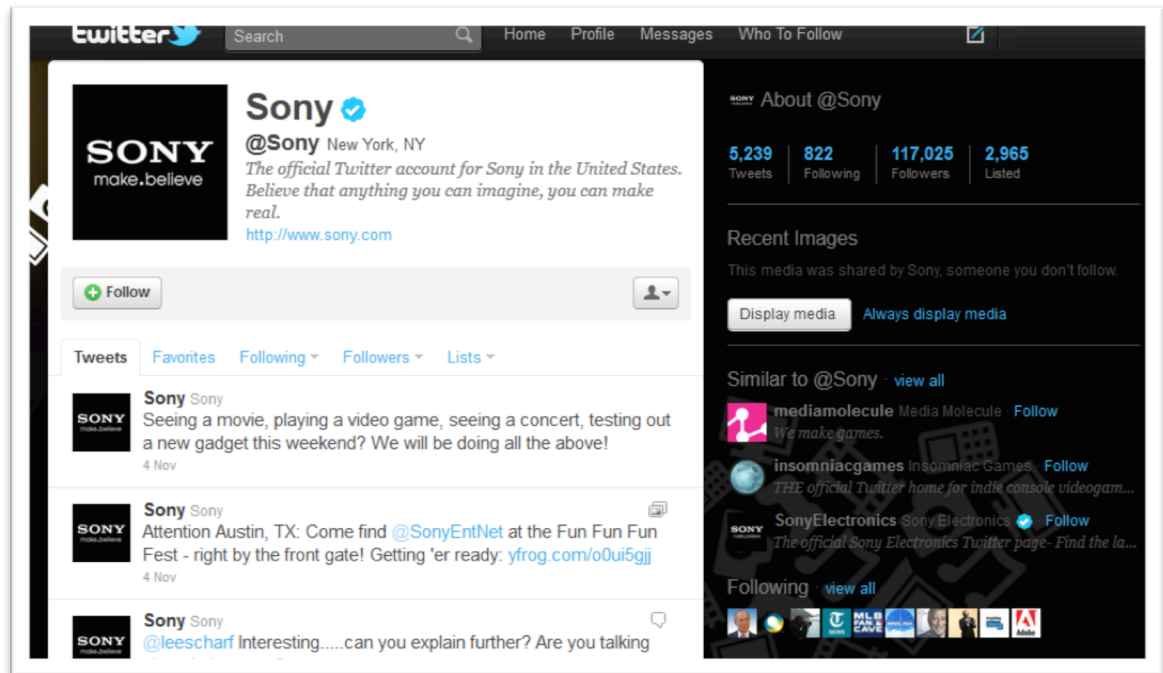 twitter Search Home Profile Messages Who To Follow
SONY
make.believe
Sony
@Sony New York, NY
The official Twitter account for Sony in the United States.
Believe that anything you can imagine, you can make
real.
http://www.sony.com
Follow
Tweets Favorites Following Followers Lists
SONY
make.believe
Sony Sony
Seeing a movie, playing a video game, seeing a concert, testing out
a new gadget this weekend? We will be doing all the above!
4 Nov
SONY
make.believe
Sony Sony
Attention Austin, TX: Come find @SonyEntNet at the Fun Fun Fun
Fest - right by the front gate! Getting 'er ready: yfrog.com/o0ui5gjj
4 Nov
SONY
make.believe
Sony Sony
@leescharf Interesting.....can you explain further? Are you talking
SONY About @Sony
5,239 822 117,025 2,965
Tweets Following Followers Listed
Recent Images
This media was shared by Sony, someone you don't follow.
Display media Always display media
Similar to @Sony · view all
mediamolecule Media Molecule · Follow
We make games.
insomniacgames Insomniac Games · Follow
THE official Twitter home for indie console videogam...
SONY
SonyElectronics Sony Electronics · Follow
The official Sony Electronics Twitter page- Find the la...
Following · view all
NEWS
MLB
FAN
CAVE
Adobe